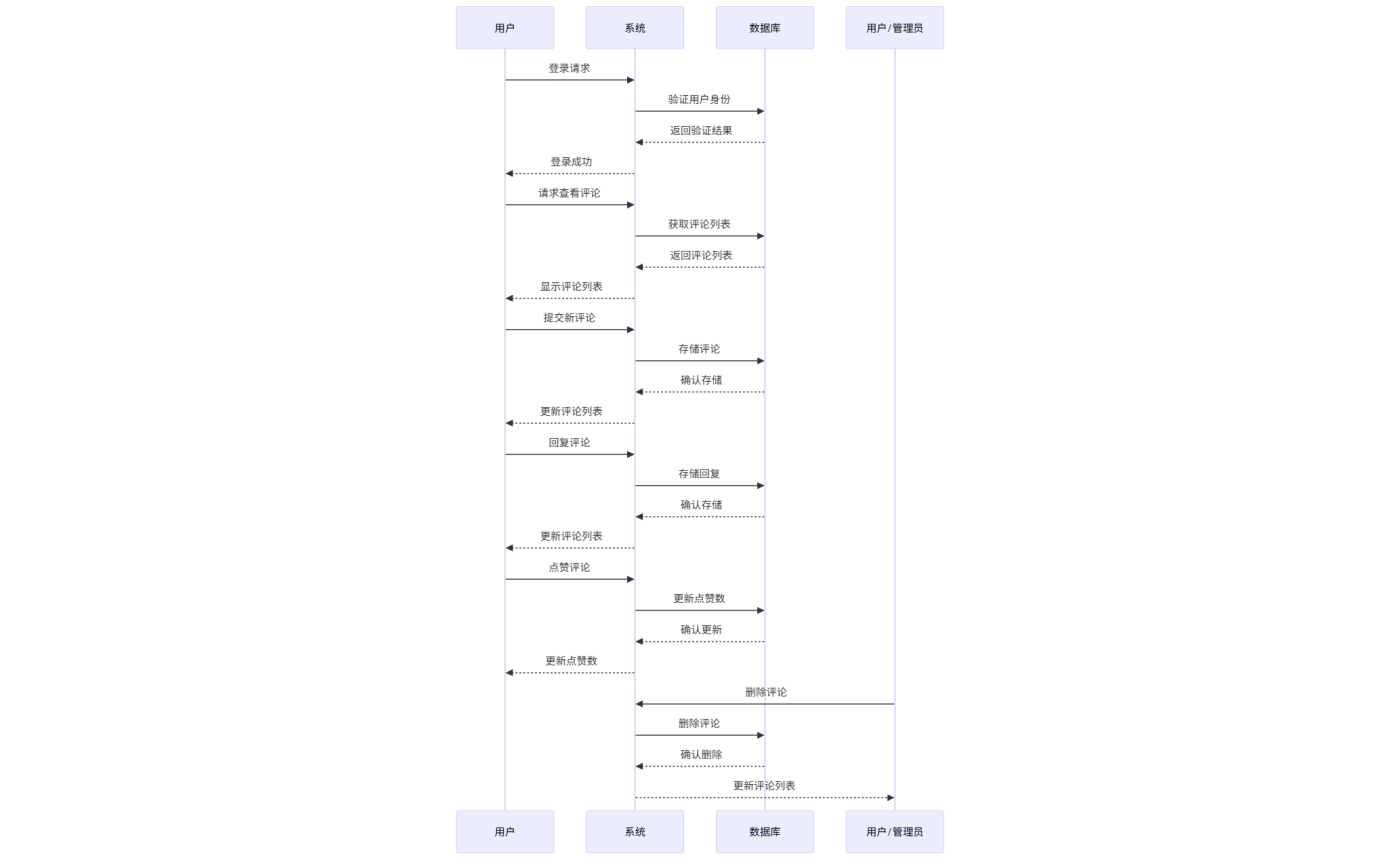 用户
系统
数据库
用户/管理员
登录请求
验证用户身份
返回验证结果
登录成功
请求查看评论
获取评论列表
返回评论列表
显示评论列表
提交新评论
存储评论
确认存储
更新评论列表
回复评论
存储回复
确认存储
更新评论列表
点赞评论
更新点赞数
确认更新
更新点赞数
删除评论
删除评论
确认删除
更新评论列表
用户
系统
数据库
用户/管理员